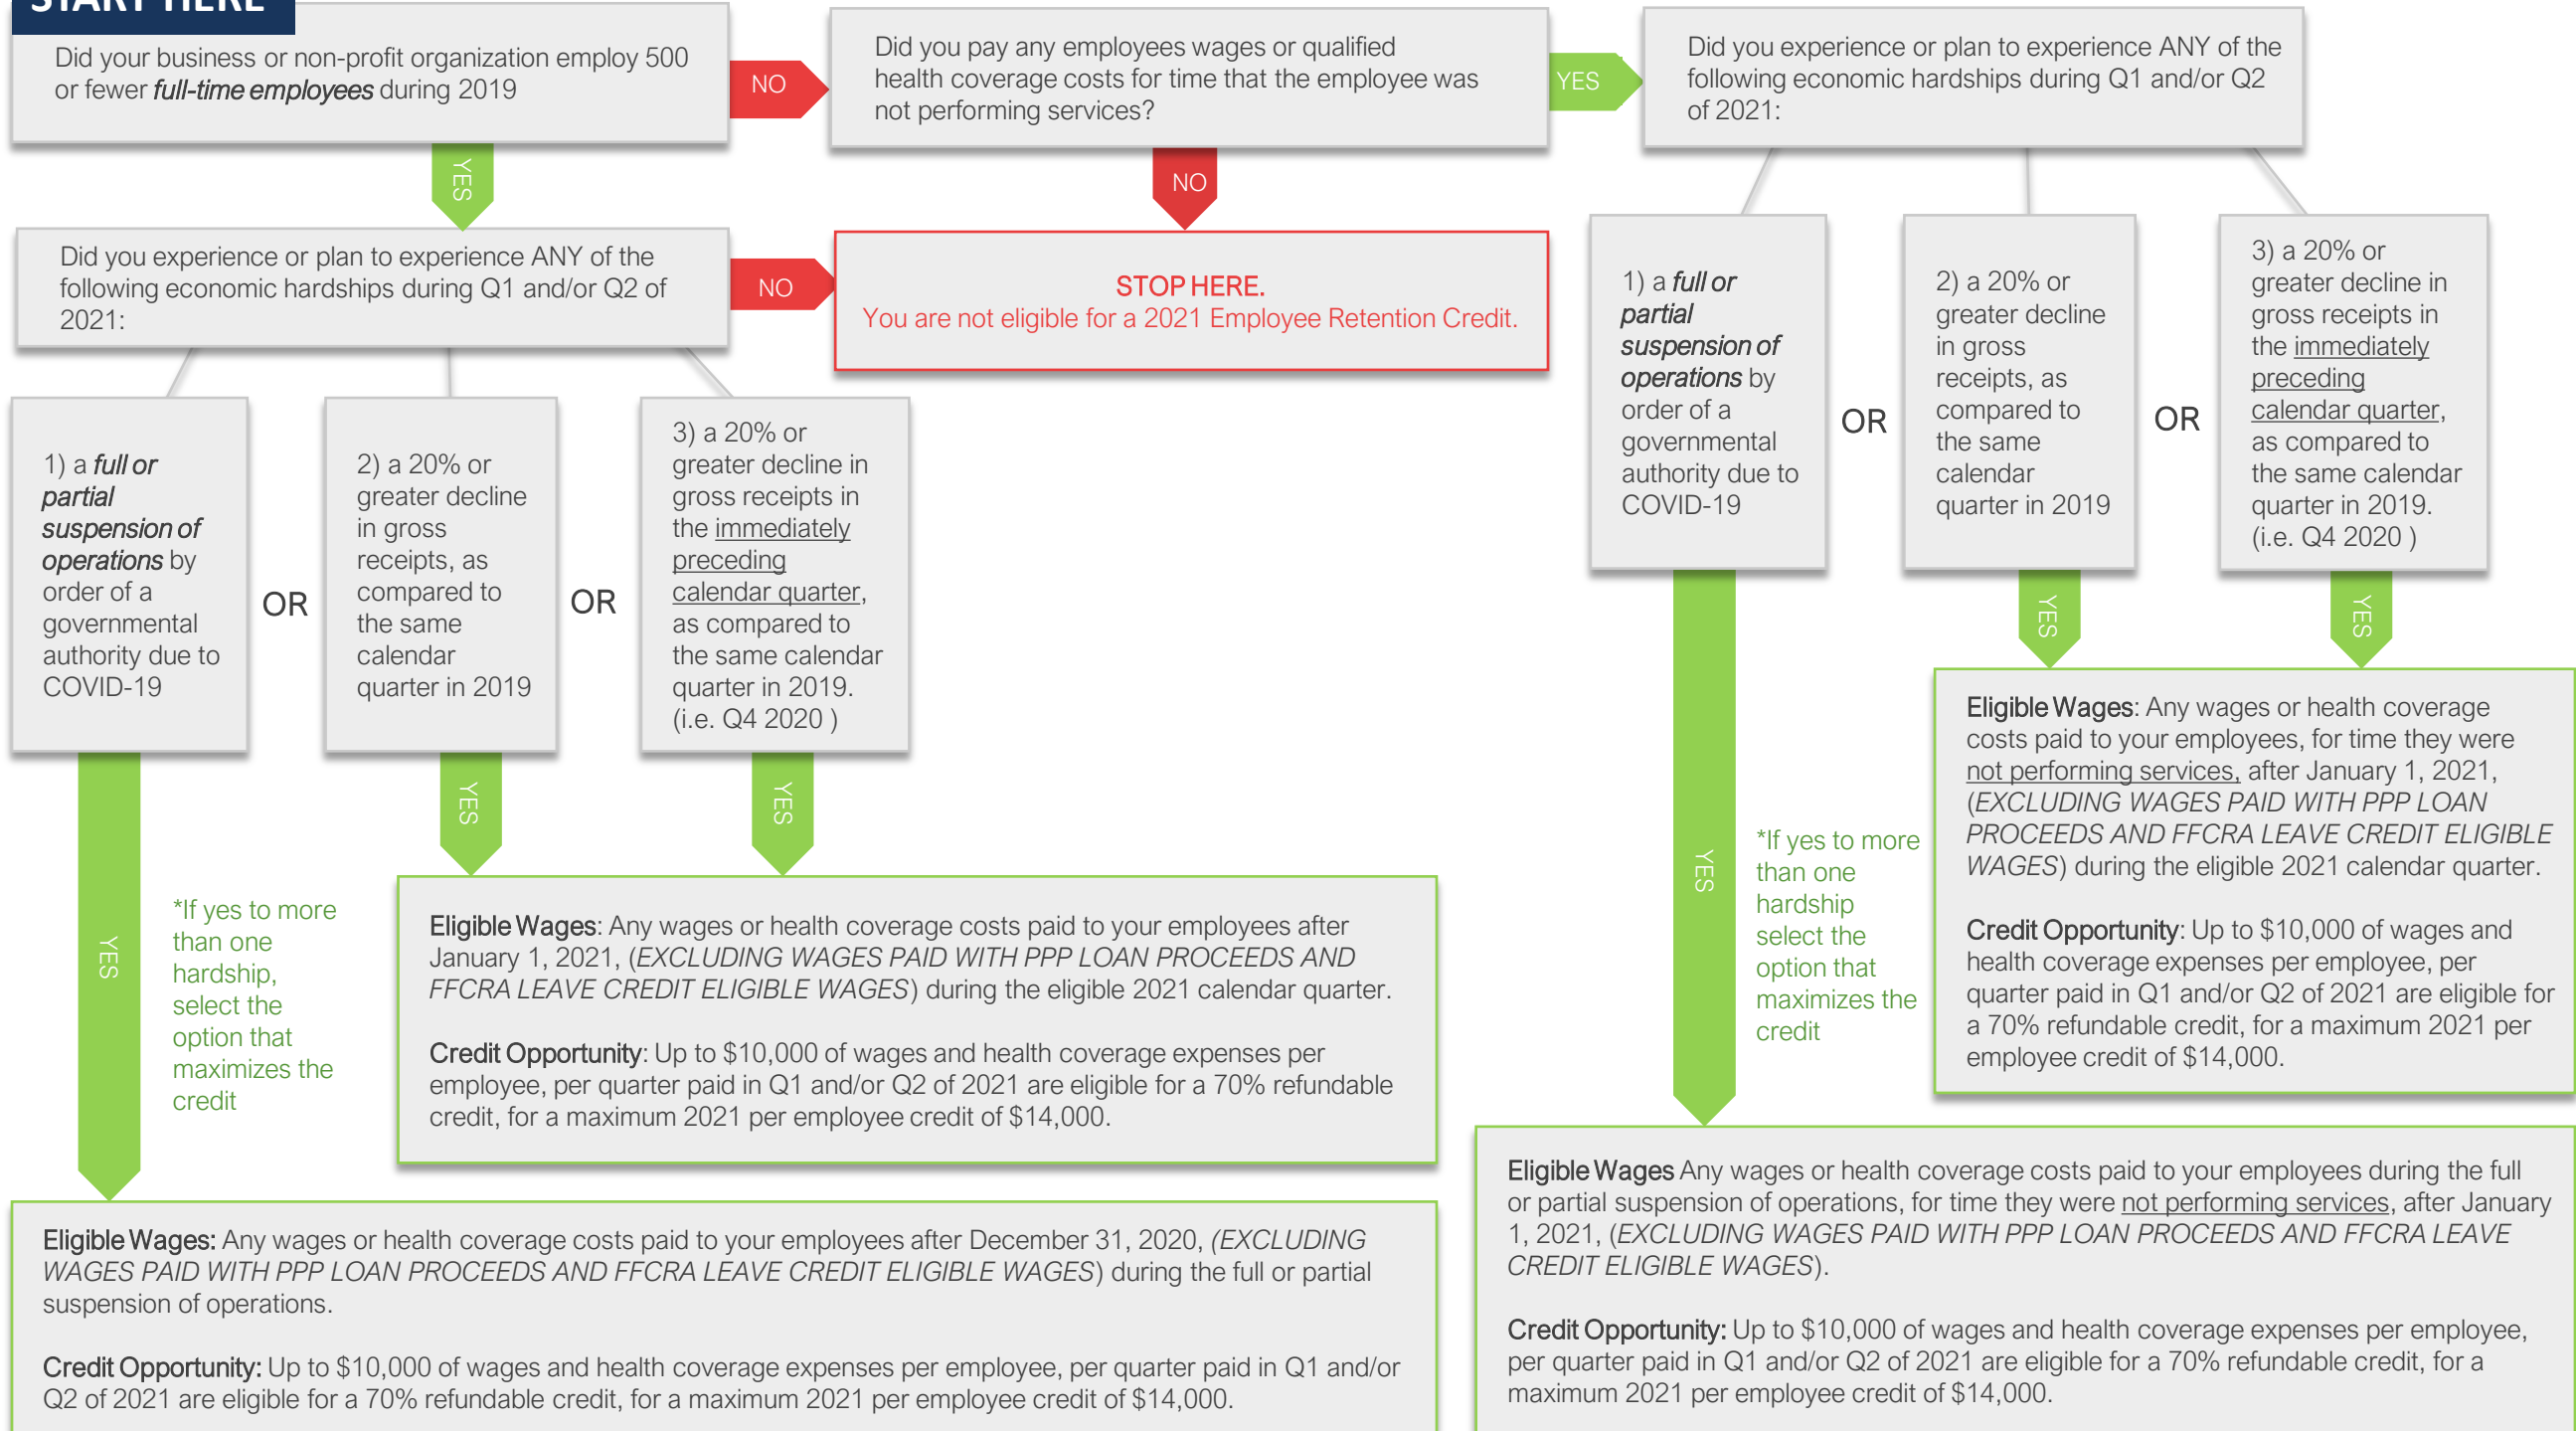 START HERE
Did your business or non-profit organization employ 500
or fewer full-time employees during 2019
NO
Did you pay any employees wages or qualified
health coverage costs for time that the employee was
not performing services?
YES
Did you experience or plan to experience ANY of the
following economic hardships during Q1 and/or Q2
of 2021:
YES
NO
Did you experience or plan to experience ANY of the
following economic hardships during Q1 and/or Q2 of
2021:
NO
STOP HERE.
You are not eligible for a 2021 Employee Retention Credit.
1) a full or
partial
suspension of
operations by
order of a
governmental
authority due to
COVID-19
OR
2) a 20% or
greater decline
in gross
receipts, as
compared to
the same
calendar
quarter in 2019
OR
3) a 20% or
greater decline in
gross receipts in
the immediately
preceding
calendar quarter,
as compared to
the same calendar
quarter in 2019.
(i.e. Q4 2020 )
1) a full or
partial
suspension of
operations by
order of a
governmental
authority due to
COVID-19
OR
2) a 20% or
greater decline
in gross
receipts, as
compared to
the same
calendar
quarter in 2019
OR
3) a 20% or
greater decline in
gross receipts in
the immediately
preceding
calendar quarter,
as compared to
the same calendar
quarter in 2019.
(i.e. Q4 2020 )
YES
YES
YES
*If yes to more
than one
hardship,
select the
option that
maximizes the
credit
Eligible Wages: Any wages or health coverage costs paid to your employees after
January 1, 2021, (EXCLUDING WAGES PAID WITH PPP LOAN PROCEEDS AND
FFCRA LEAVE CREDIT ELIGIBLE WAGES) during the eligible 2021 calendar quarter.
Credit Opportunity: Up to $10,000 of wages and health coverage expenses per
employee, per quarter paid in Q1 and/or Q2 of 2021 are eligible for a 70% refundable
credit, for a maximum 2021 per employee credit of $14,000.
Eligible Wages: Any wages or health coverage costs paid to your employees after December 31, 2020, (EXCLUDING
WAGES PAID WITH PPP LOAN PROCEEDS AND FFCRA LEAVE CREDIT ELIGIBLE WAGES) during the full or partial
suspension of operations.
Credit Opportunity: Up to $10,000 of wages and health coverage expenses per employee, per quarter paid in Q1 and/or
Q2 of 2021 are eligible for a 70% refundable credit, for a maximum 2021 per employee credit of $14,000.
YES
YES
YES
*If yes to more
than one
hardship
select the
option that
maximizes the
credit
Eligible Wages: Any wages or health coverage
costs paid to your employees, for time they were
not performing services, after January 1, 2021,
(EXCLUDING WAGES PAID WITH PPP LOAN
PROCEEDS AND FFCRA LEAVE CREDIT ELIGIBLE
WAGES) during the eligible 2021 calendar quarter.
Credit Opportunity: Up to $10,000 of wages and
health coverage expenses per employee, per
quarter paid in Q1 and/or Q2 of 2021 are eligible for
a 70% refundable credit, for a maximum 2021 per
employee credit of $14,000.
Eligible Wages Any wages or health coverage costs paid to your employees during the full
or partial suspension of operations, for time they were not performing services, after January
1, 2021, (EXCLUDING WAGES PAID WITH PPP LOAN PROCEEDS AND FFCRA LEAVE
CREDIT ELIGIBLE WAGES).
Credit Opportunity: Up to $10,000 of wages and health coverage expenses per employee,
per quarter paid in Q1 and/or Q2 of 2021 are eligible for a 70% refundable credit, for a
maximum 2021 per employee credit of $14,000.